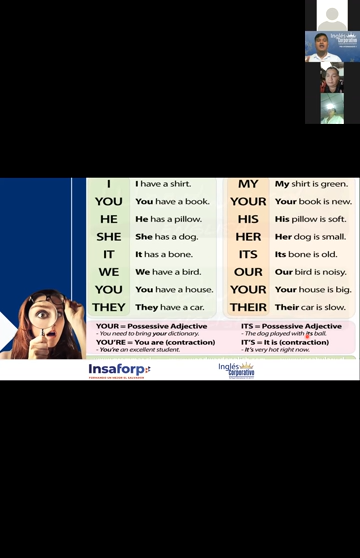 Inglés
Corporativo
I I have a shirt. MY My shirt is green.
YOU You have a book. YOUR Your book is new.
HE He has a pillow. HIS His pillow is soft.
SHE She has a dog. HER Her dog is small.
IT It has a bone. ITS Its bone is old.
WE We have a bird. OUR Our bird is noisy.
YOU You have a house. YOUR Your house is big.
THEY They have a car. THEIR Their car is slow.
YOUR = Possessive Adjective
- You need to bring your dictionary.
YOU'RE = You are (contraction)
- You're an excellent student.
ITS = Possessive Adjective
- The dog played with its ball.
IT'S = It is (contraction)
- It's very hot right now.
Insaforp
Inglés
Corporativo